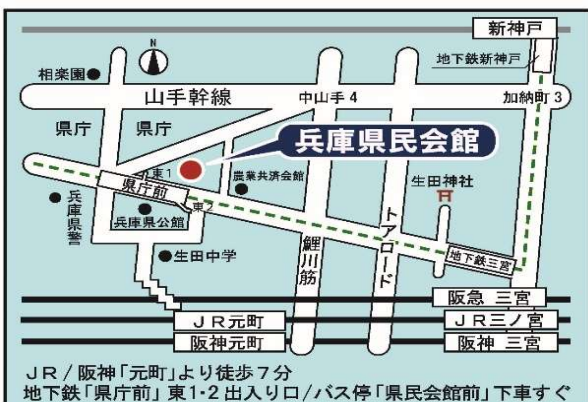 新神戸
N
地下鉄新神戸
相楽園
山手幹線
中山手4
加納町3
県庁
県庁
兵庫県民会館
東1
県庁前
農業共済会館
生田神社
兵庫県警
兵庫県公館
東2
生田中学
鯉川筋
トアロード
地下鉄三宮
阪急 三宮
JR元町
JR三ノ宮
阪神元町
阪神 三宮
JR/阪神「元町」より徒歩7分
地下鉄「県庁前」東1・2出入り口/バス停「県民会館前」下車すぐ